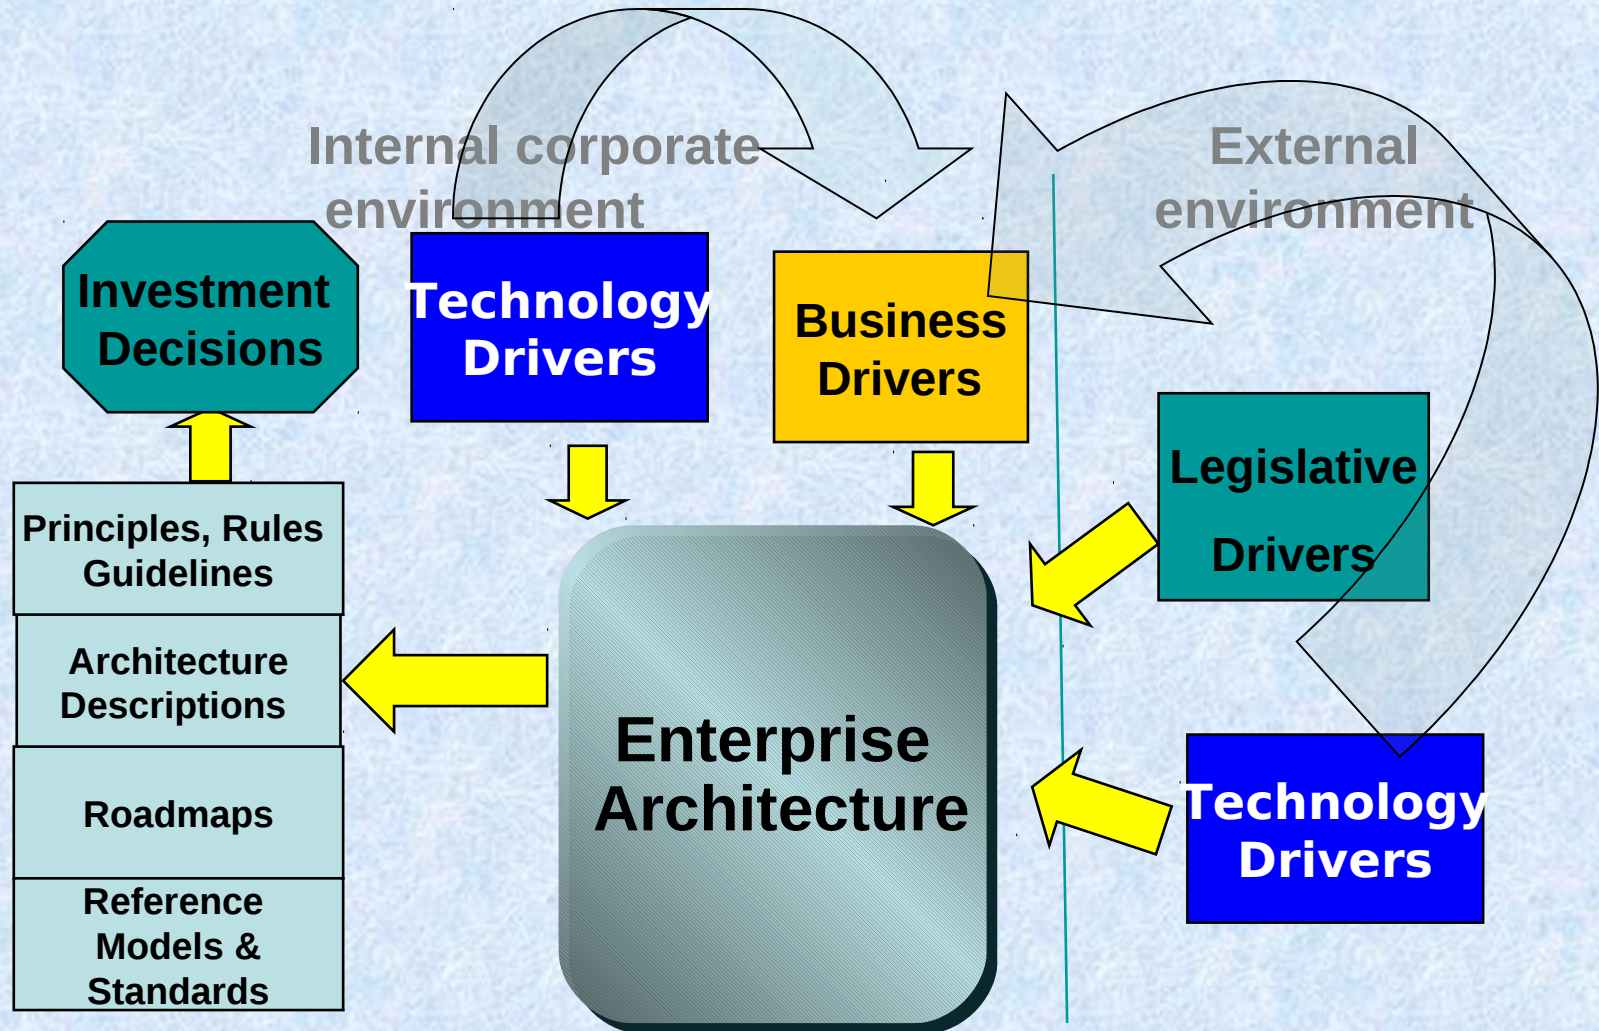 Internal corporate
environment
External
environment
Investment
Decisions
Technology
Drivers
Business
Drivers
Legislative
Drivers
Principles, Rules
Guidelines
Architecture
Descriptions
Roadmaps
Reference
Models &
Standards
Enterprise
Architecture
Technology
Drivers